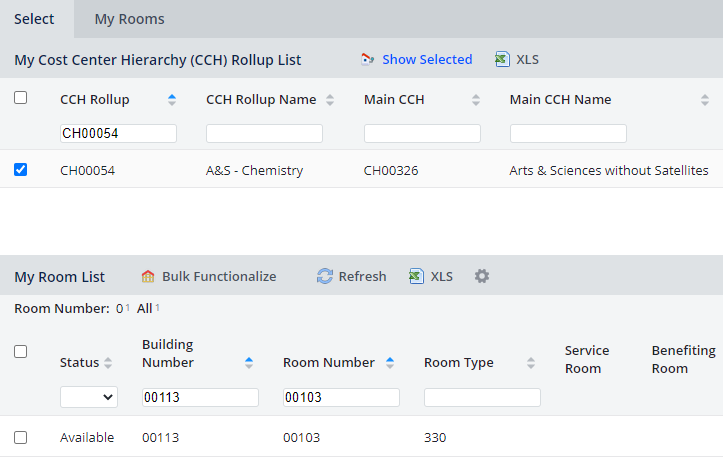 Select My Rooms
My Cost Center Hierarchy (CCH) Rollup List Show Selected XLS
CCH Rollup CCH Rollup Name Main CCH Main CCH Name
CH00054
CH00054 A&S - Chemistry CH00326 Arts & Sciences without Satellites
My Room List Bulk Functionalize Refresh XLS
Room Number: 0 1 All 1
Status Building Number Room Number Room Type Service Room Benefiting Room
00113 00103
Available 00113 00103 330